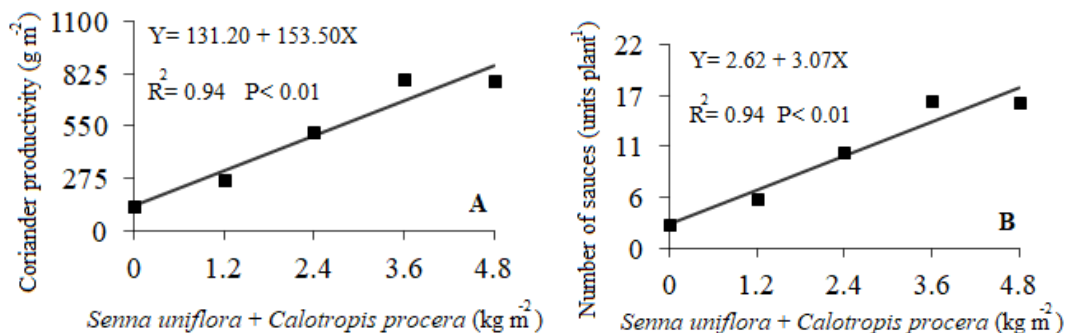 Coriander productivity (g m⁻²)
1100
825
550
275
0
Y= 131.20 + 153.50X
R²= 0.94 P< 0.01
A
0 1.2 2.4 3.6 4.8
Senna uniflora + Calotropis procera (kg m⁻²)
Number of sauces (units plant⁻¹)
22
17
11
6
0
Y= 2.62 + 3.07X
R²= 0.94 P< 0.01
B
0 1.2 2.4 3.6 4.8
Senna uniflora + Calotropis procera (kg m⁻²)